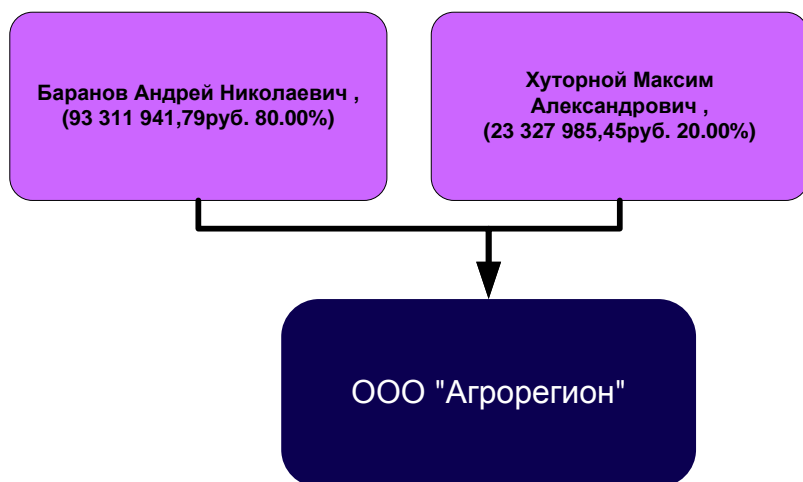 Баранов Андрей Николаевич ,
(93 311 941,79руб. 80.00%)
Хуторной Максим
Александрович ,
(23 327 985,45руб. 20.00%)
ООО "Агрорегион"